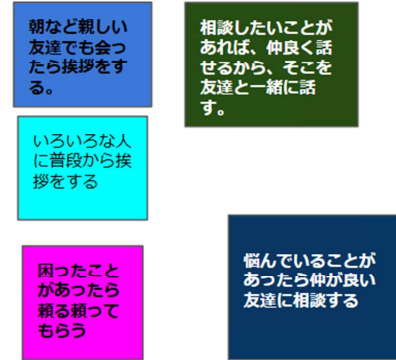 朝など親しい
友達でも会っ
たら挨拶をす
る。
相談したいことが
あれば、仲良く話
せるから、そこを
友達と一緒に話
す。
いろいろな人
に普段から挨
拶をする
困ったこと
があったら
頼る頼って
もらう
悩んでいることが
あったら仲が良い
友達に相談する